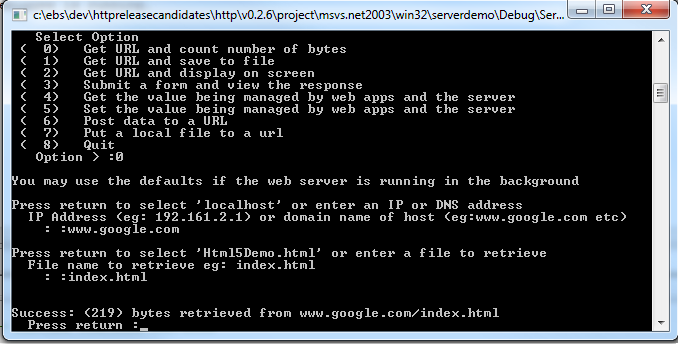 c:\ebs\dev\httpreleasecandidates\http\v0.2.6\project\msvs.net2003\win32\serverdemo\Debug\Ser...
Select Option
( 0) Get URL and count number of bytes
( 1) Get URL and save to file
( 2) Get URL and display on screen
( 3) Submit a form and view the response
( 4) Get the value being managed by web apps and the server
( 5) Set the value being managed by web apps and the server
( 6) Post data to a URL
( 7) Put a local file to a url
( 8) Quit
Option > :0
You may use the defaults if the web server is running in the background
Press return to select 'localhost' or enter an IP or DNS address
IP Address (eg: 192.161.2.1) or domain name of host (eg:www.google.com etc)
: :www.google.com
Press return to select 'Html5Demo.html' or enter a file to retrieve
File name to retrieve eg: index.html
: :index.html
Success: (219) bytes retrieved from www.google.com/index.html
Press return :_